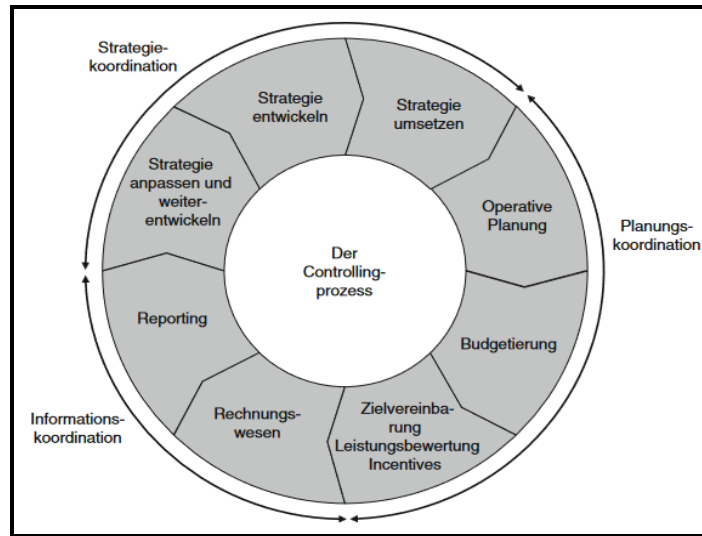 Strategie-
koordination
Strategie
entwickeln
Strategie
umsetzen
Strategie
anpassen und
weiter-
entwickeln
Operative
Planung
Planungs-
koordination
Der
Controlling-
prozess
Reporting
Budgetierung
Informations-
koordination
Rechnungs-
wesen
Zielvereinba-
rung
Leistungsbewertung
Incentives